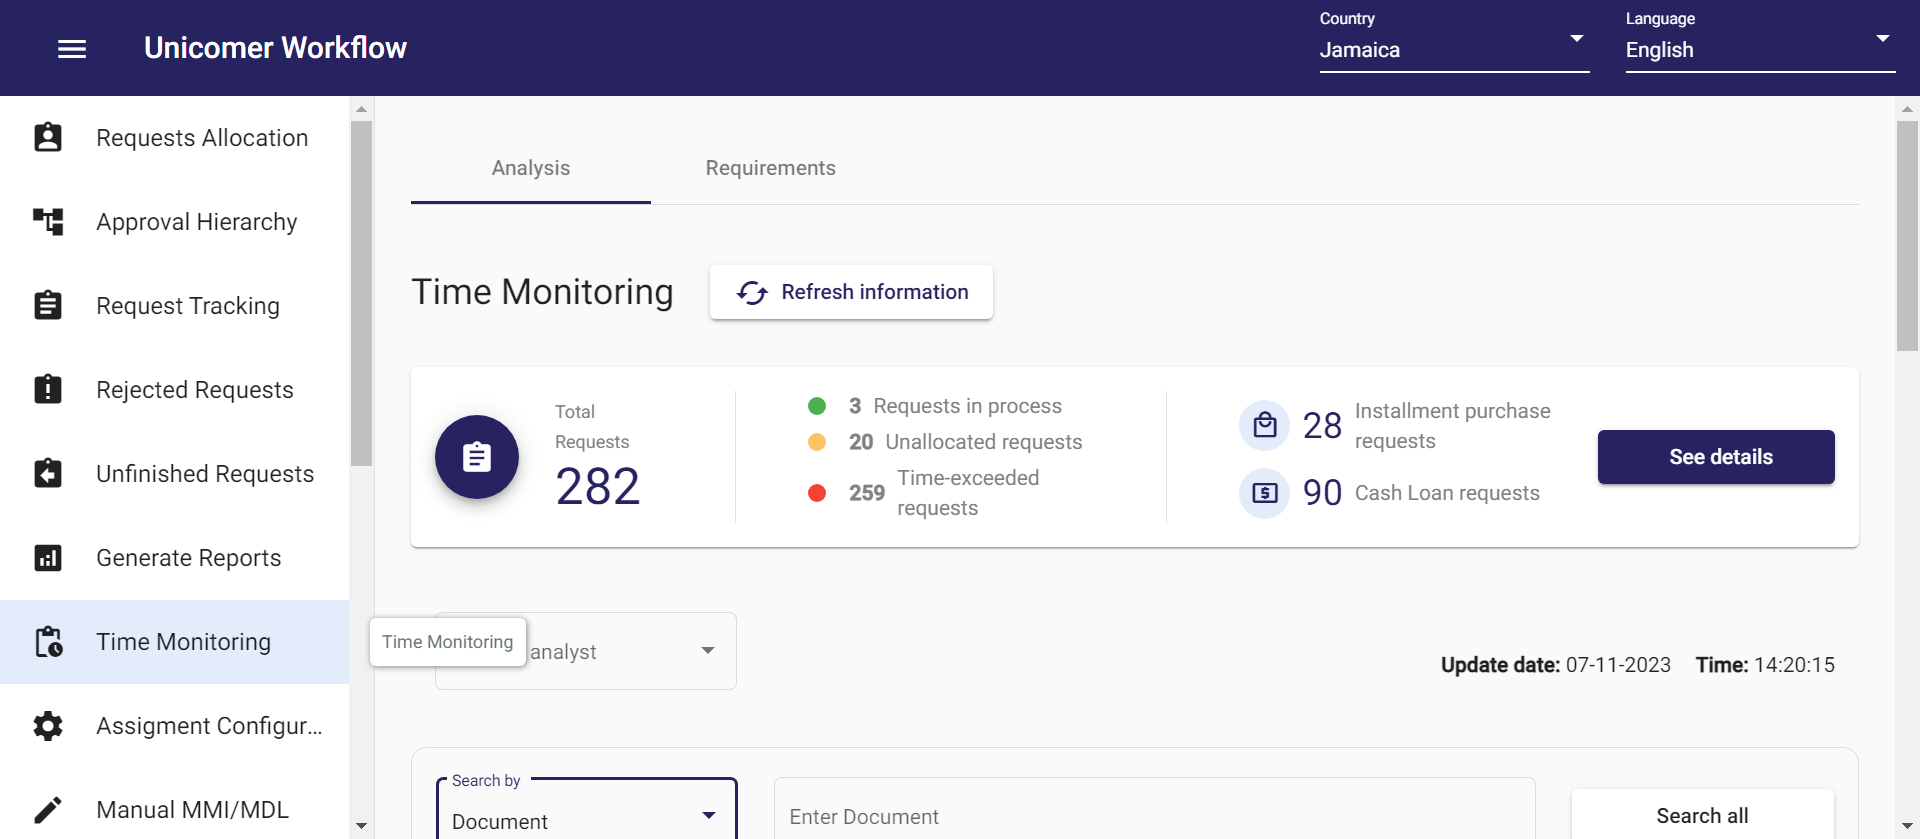 Unicomer Workflow
Country
Jamaica
Language
English
Requests Allocation
Approval Hierarchy
Request Tracking
Rejected Requests
Unfinished Requests
Generate Reports
Time Monitoring
Assigment Configur...
Manual MMI/MDL
Analysis
Requirements
Time Monitoring
Refresh information
Total
Requests
282
3 Requests in process
20 Unallocated requests
259 Time-exceeded
requests
28 Installment purchase
requests
90 Cash Loan requests
See details
Time Monitoring
analyst
Update date: 07-11-2023 Time: 14:20:15
Search by
Document
Enter Document
Search all